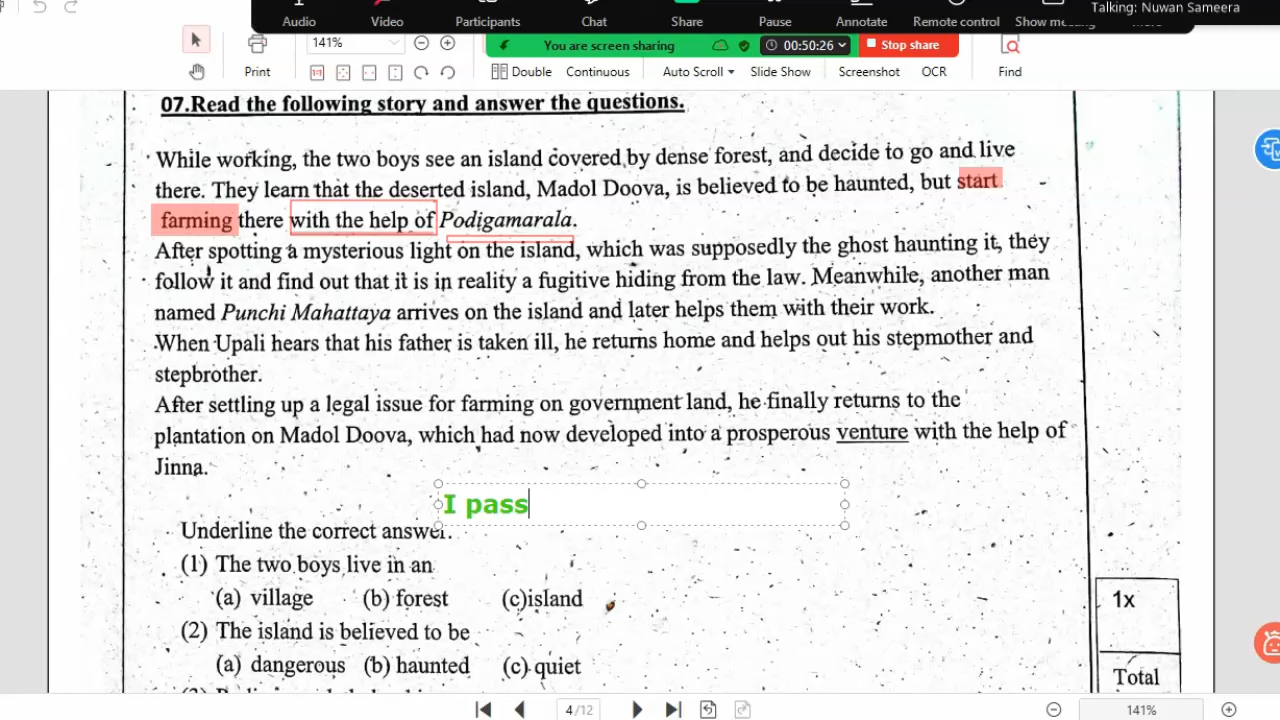 Talking: Nuwan Sameera
Audio Video Participants Chat Share Pause Annotate Remote control
141% You are screen sharing 00:50:26 Stop share
Print Double Continuous Auto Scroll Slide Show Screenshot OCR Find
07.Read the following story and answer the questions.
While working, the two boys see an island covered by dense forest, and decide to go and live
there. They learn that the deserted island, Madol Doova, is believed to be haunted, but start
farming there with the help of Podigamarala.
After spotting a mysterious light on the island, which was supposedly the ghost haunting it, they
follow it and find out that it is in reality a fugitive hiding from the law. Meanwhile, another man
named Punchi Mahattaya arrives on the island and later helps them with their work.
When Upali hears that his father is taken ill, he returns home and helps out his stepmother and
stepbrother.
After settling up a legal issue for farming on government land, he finally returns to the
plantation on Madol Doova, which had now developed into a prosperous venture with the help of
Jinna.
I pass
Underline the correct answer.
(1) The two boys live in an
(a) village (b) forest (c)island
1x
(2) The island is believed to be
(a) dangerous (b) haunted (c) quiet
Total
4/12 141%